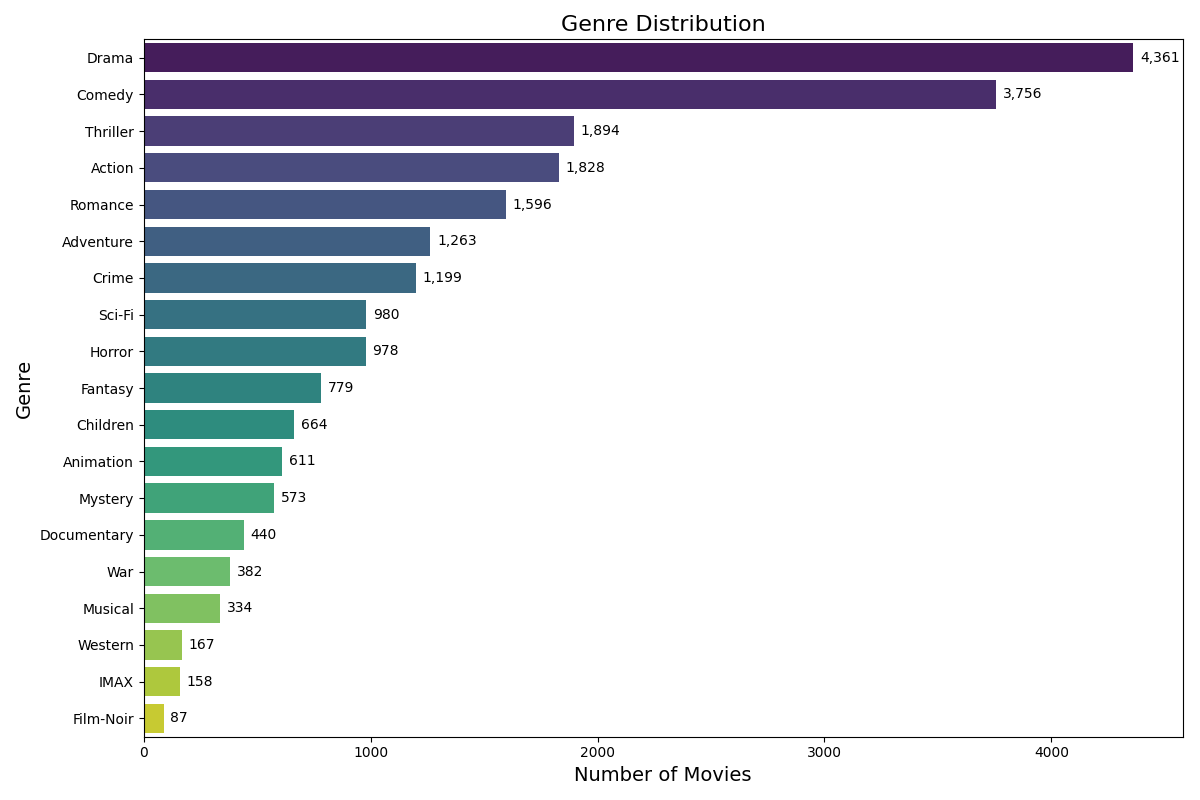 Genre Distribution
Genre
Drama 4,361
Comedy 3,756
Thriller 1,894
Action 1,828
Romance 1,596
Adventure 1,263
Crime 1,199
Sci-Fi 980
Horror 978
Fantasy 779
Children 664
Animation 611
Mystery 573
Documentary 440
War 382
Musical 334
Western 167
IMAX 158
Film-Noir 87
0 1000 2000 3000 4000
Number of Movies